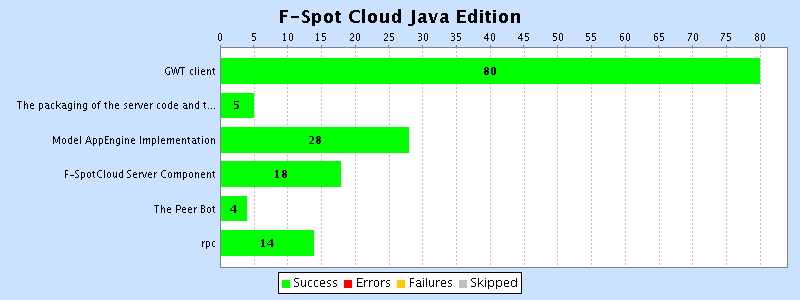 F-Spot Cloud Java Edition
0 5 10 15 20 25 30 35 40 45 50 55 60 65 70 75 80
GWT client 80
The packaging of the server code and t... 5
Model AppEngine Implementation 28
F-SpotCloud Server Component 18
The Peer Bot 4
rpc 14
Success Errors Failures Skipped